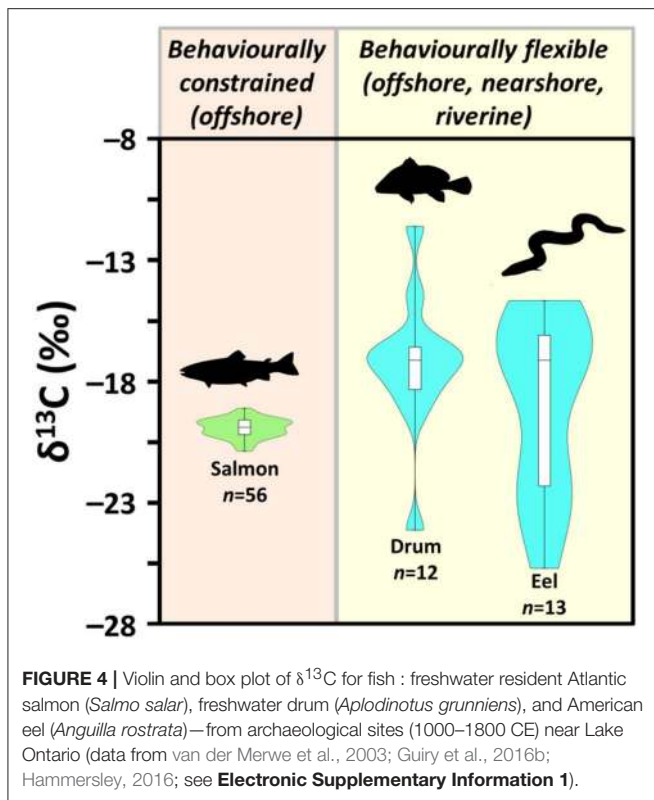 Behaviourally
constrained
(offshore)
Behaviourally flexible
(offshore, nearshore,
riverine)
δ13C (‰)
−8
−13
−18
−23
−28
Salmon
n=56
Drum
n=12
Eel
n=13
FIGURE 4 | Violin and box plot of δ13C for fish : freshwater resident Atlantic
salmon (Salmo salar), freshwater drum (Aplodinotus grunniens), and American
eel (Anguilla rostrata)—from archaeological sites (1000–1800 CE) near Lake
Ontario (data from van der Merwe et al., 2003; Guiry et al., 2016b;
Hammersley, 2016; see Electronic Supplementary Information 1).